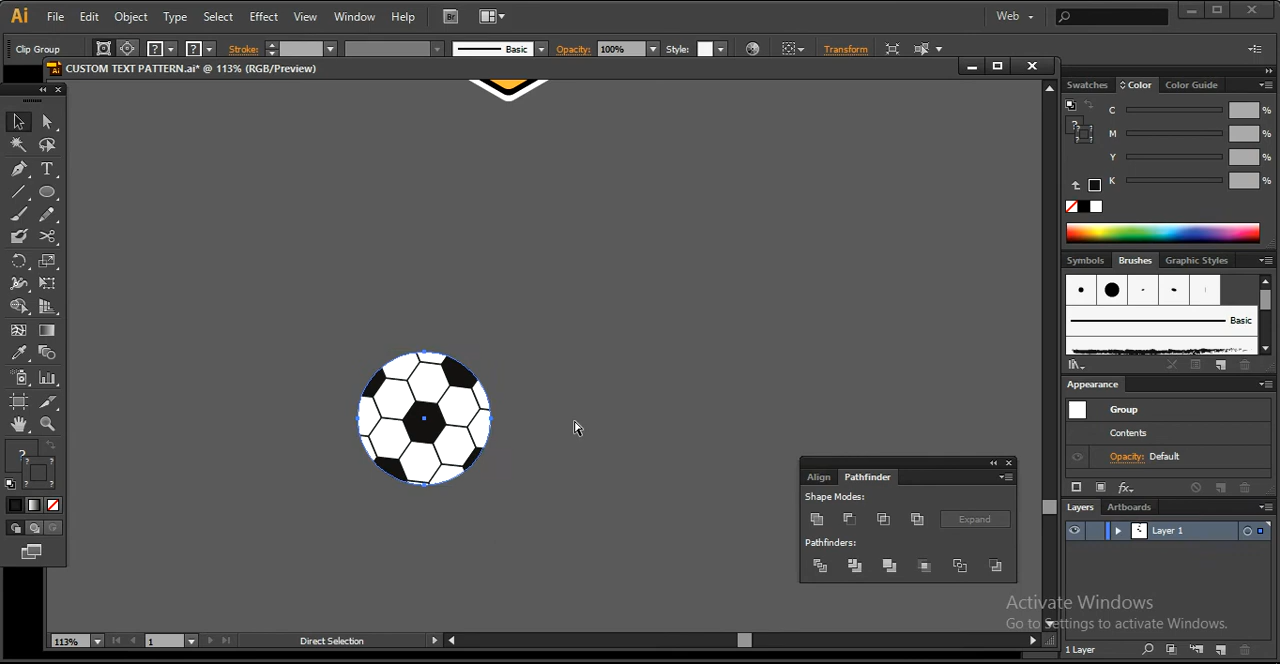 Ai File Edit Object Type Select Effect View Window Help Br Web
Clip Group ? ? Stroke: Basic Opacity: 100% Style: Transform
CUSTOM TEXT PATTERN.ai* @ 113% (RGB/Preview)
Swatches Color Color Guide
C %
M %
Y %
K %
?
T
?
Symbols Brushes Graphic Styles
Basic
Appearance
Group
Contents
Opacity: Default
fx
Align Pathfinder
Shape Modes:
Expand
Pathfinders:
Layers Artboards
Layer 1
Activate Windows
Go to Settings to activate Windows.
113% 1 Direct Selection
1 Layer